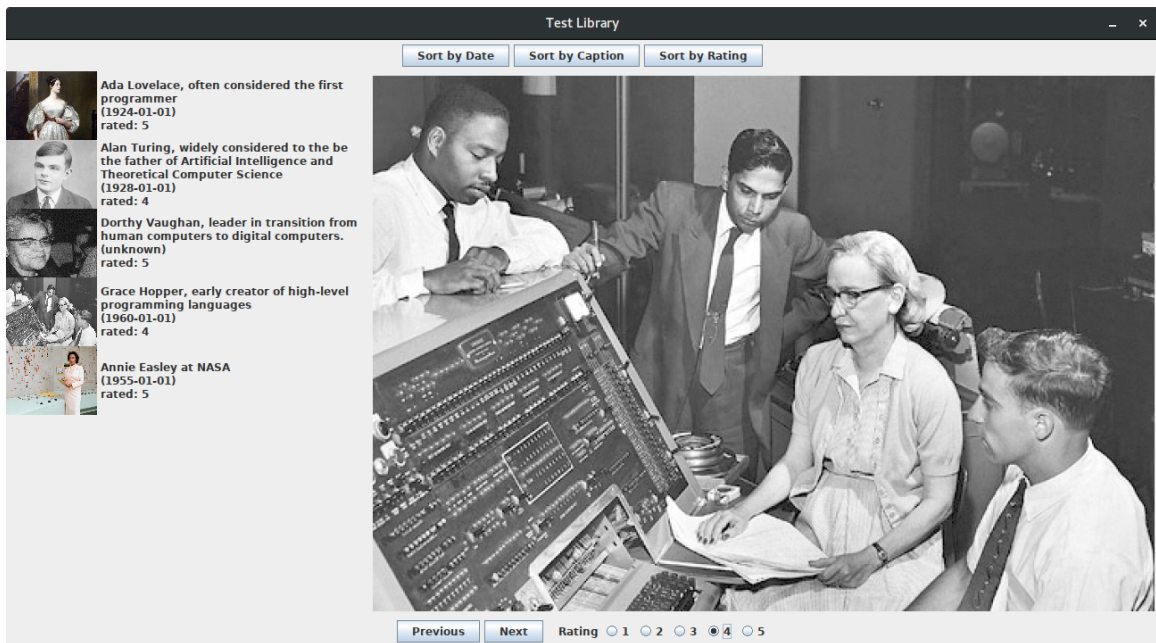 Test Library
Sort by Date
Sort by Caption
Sort by Rating
Ada Lovelace, often considered the first
programmer
(1924-01-01)
rated: 5
Alan Turing, widely considered to the be
the father of Artificial Intelligence and
Theoretical Computer Science
(1928-01-01)
rated: 4
Dorthy Vaughan, leader in transition from
human computers to digital computers.
(unknown)
rated: 5
Grace Hopper, early creator of high-level
programming languages
(1960-01-01)
rated: 4
Annie Easley at NASA
(1955-01-01)
rated: 5
Previous
Next
Rating 1 2 3 4 5